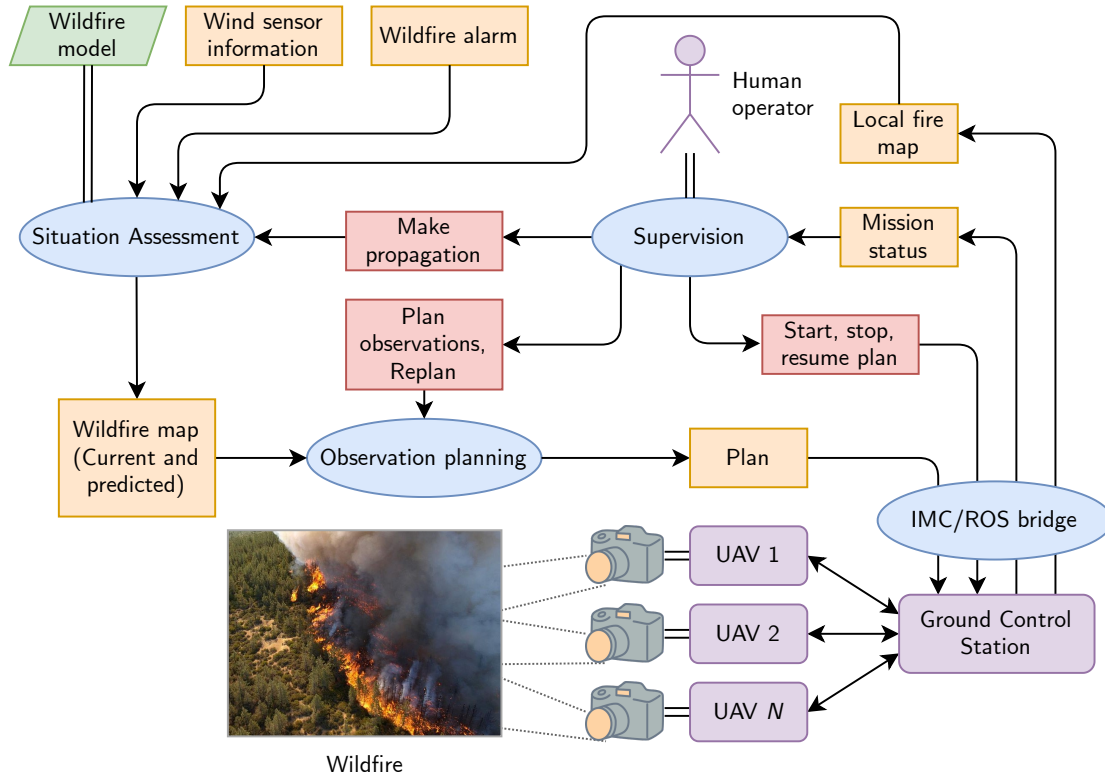 Wildfire
model
Wind sensor
information
Wildfire alarm
Human
operator
Local fire
map
Situation Assessment
Make
propagation
Supervision
Mission
status
Plan
observations,
Replan
Start, stop,
resume plan
Wildfire map
(Current and
predicted)
Observation planning
Plan
IMC/ROS bridge
UAV 1
UAV 2
UAV N
Ground Control
Station
Wildfire